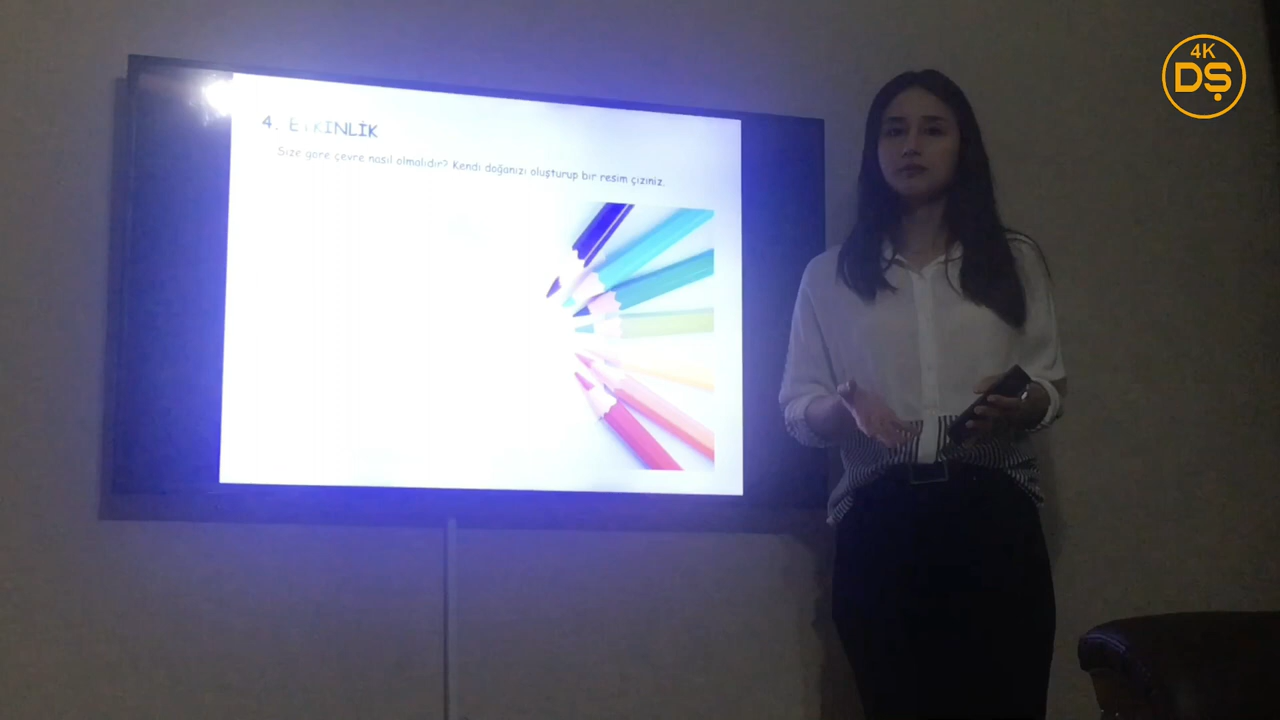 4K
DŞ
4. ETKİNLİK
Size göre çevre nasıl olmalıdır? Kendi doğanızı oluşturup bir resim çiziniz.